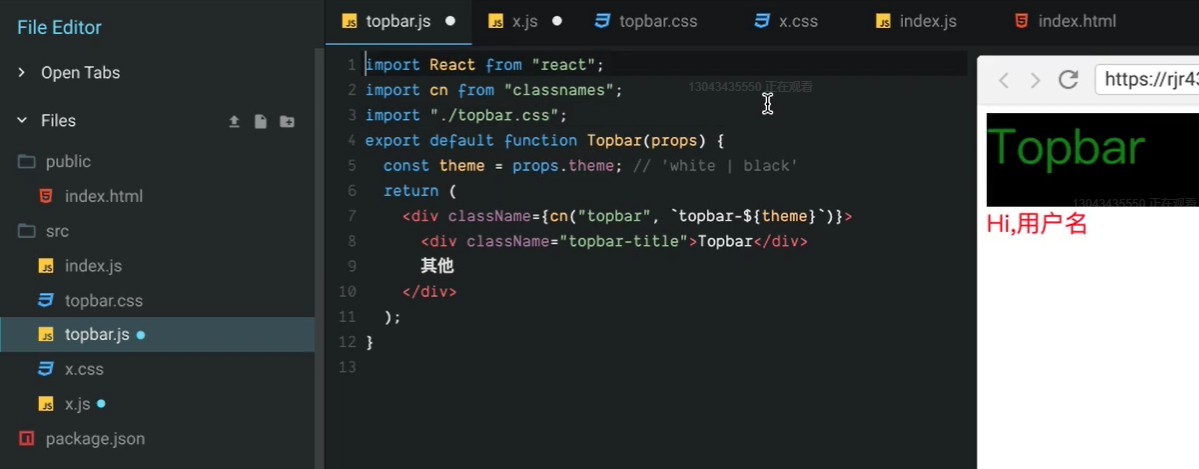 File Editor
Open Tabs
Files
public
index.html
src
index.js
topbar.css
topbar.js
x.css
x.js
package.json
topbar.js
x.js
topbar.css
x.css
index.js
index.html
1 import React from "react";
2 import cn from "classnames";
3 import "./topbar.css";
4 export default function Topbar(props) {
5 const theme = props.theme; // 'white | black'
6 return (
7 <div className={cn("topbar", `topbar-${theme}`)}>
8 <div className="topbar-title">Topbar</div>
9 其他
10 </div>
11 );
12 }
13
13043435550 正在观看
https://rjr43
Topbar
13043435550 正在观看
Hi,用户名